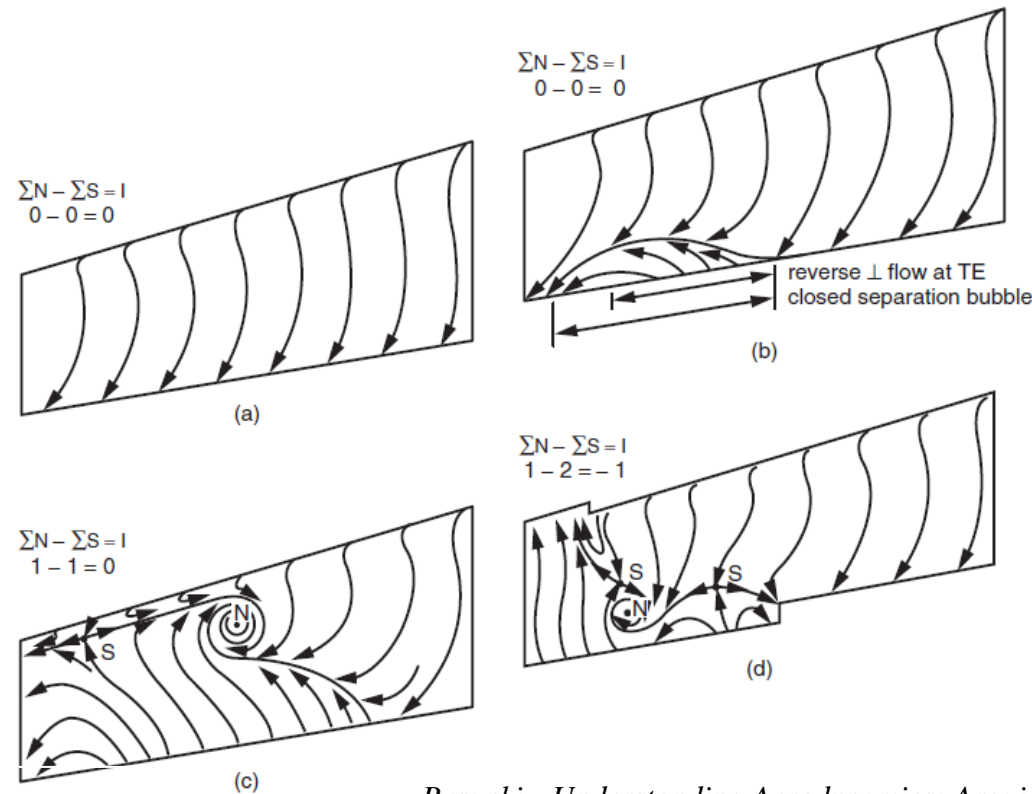 ΣN – ΣS = I
0 – 0 = 0
(a)
ΣN – ΣS = I
0 – 0 = 0
reverse ⊥ flow at TE
closed separation bubble
(b)
ΣN – ΣS = I
1 – 1 = 0
N
S
(c)
ΣN – ΣS = I
1 – 2 = – 1
S
S
N
(d)